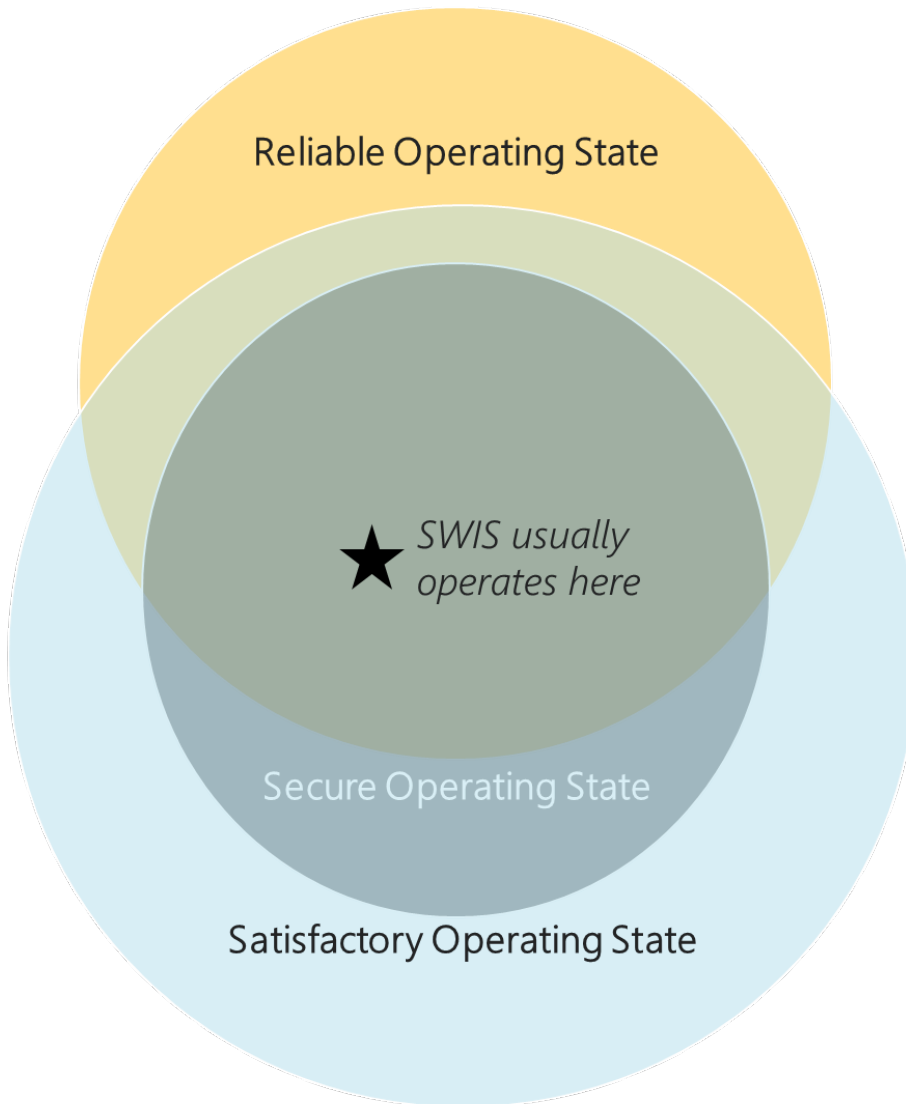 Reliable Operating State
SWIS usually
operates here
Secure Operating State
Satisfactory Operating State